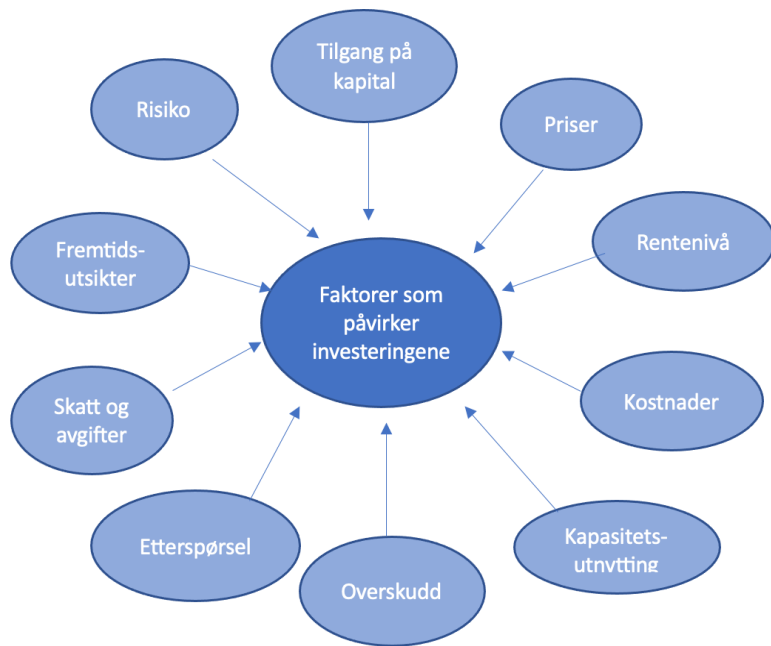 Tilgang på
kapital
Risiko
Priser
Fremtids-
utsikter
Rentenivå
Faktorer som
påvirker
investeringene
Skatt og
avgifter
Kostnader
Etterspørsel
Kapasitets-
utnytting
Overskudd